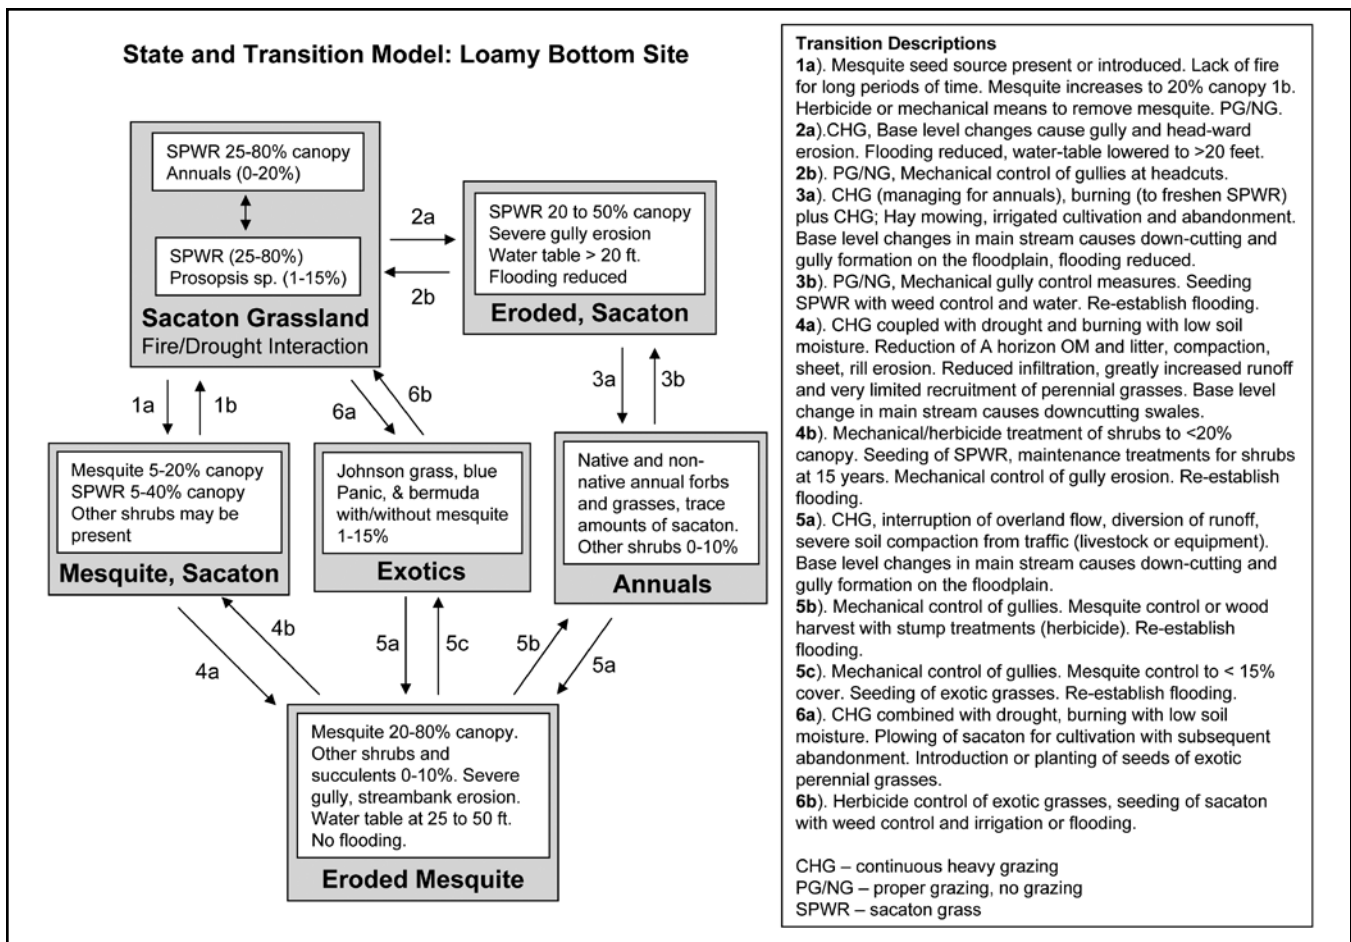 State and Transition Model: Loamy Bottom Site
SPWR 25-80% canopy
Annuals (0-20%)
SPWR (25-80%)
Prosopsis sp. (1-15%)
Sacaton Grassland
Fire/Drought Interaction
2a
2b
SPWR 20 to 50% canopy
Severe gully erosion
Water table > 20 ft.
Flooding reduced
Eroded, Sacaton
1a
1b
6a
6b
3a
3b
Mesquite 5-20% canopy
SPWR 5-40% canopy
Other shrubs may be
present
Mesquite, Sacaton
Johnson grass, blue
Panic, & bermuda
with/without mesquite
1-15%
Exotics
Native and non-
native annual forbs
and grasses, trace
amounts of sacaton.
Other shrubs 0-10%
Annuals
4a
4b
5a
5c
5b
5a
Mesquite 20-80% canopy.
Other shrubs and
succulents 0-10%. Severe
gully, streambank erosion.
Water table at 25 to 50 ft.
No flooding.
Eroded Mesquite
Transition Descriptions
1a). Mesquite seed source present or introduced. Lack of fire
for long periods of time. Mesquite increases to 20% canopy 1b.
Herbicide or mechanical means to remove mesquite. PG/NG.
2a).CHG, Base level changes cause gully and head-ward
erosion. Flooding reduced, water-table lowered to >20 feet.
2b). PG/NG, Mechanical control of gullies at headcuts.
3a). CHG (managing for annuals), burning (to freshen SPWR)
plus CHG; Hay mowing, irrigated cultivation and abandonment.
Base level changes in main stream causes down-cutting and
gully formation on the floodplain, flooding reduced.
3b). PG/NG, Mechanical gully control measures. Seeding
SPWR with weed control and water. Re-establish flooding.
4a). CHG coupled with drought and burning with low soil
moisture. Reduction of A horizon OM and litter, compaction,
sheet, rill erosion. Reduced infiltration, greatly increased runoff
and very limited recruitment of perennial grasses. Base level
change in main stream causes downcutting swales.
4b). Mechanical/herbicide treatment of shrubs to <20%
canopy. Seeding of SPWR, maintenance treatments for shrubs
at 15 years. Mechanical control of gully erosion. Re-establish
flooding.
5a). CHG, interruption of overland flow, diversion of runoff,
severe soil compaction from traffic (livestock or equipment).
Base level changes in main stream causes down-cutting and
gully formation on the floodplain.
5b). Mechanical control of gullies. Mesquite control or wood
harvest with stump treatments (herbicide). Re-establish
flooding.
5c). Mechanical control of gullies. Mesquite control to < 15%
cover. Seeding of exotic grasses. Re-establish flooding.
6a). CHG combined with drought, burning with low soil
moisture. Plowing of sacaton for cultivation with subsequent
abandonment. Introduction or planting of seeds of exotic
perennial grasses.
6b). Herbicide control of exotic grasses, seeding of sacaton
with weed control and irrigation or flooding.
CHG – continuous heavy grazing
PG/NG – proper grazing, no grazing
SPWR – sacaton grass